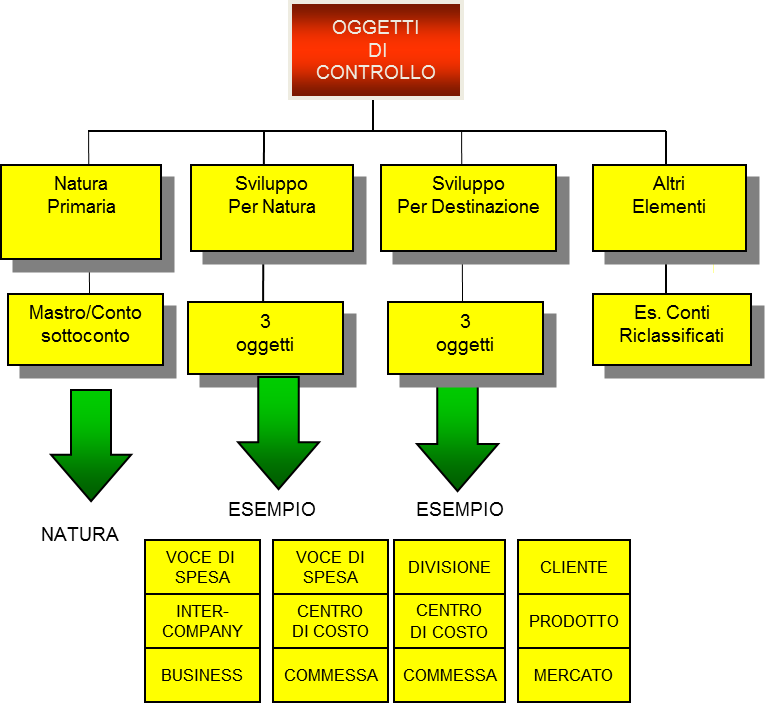 OGGETTI
DI
CONTROLLO
Natura
Primaria
Sviluppo
Per Natura
Sviluppo
Per Destinazione
Altri
Elementi
Mastro/Conto
sottoconto
3
oggetti
3
oggetti
Es. Conti
Riclassificati
NATURA
ESEMPIO
ESEMPIO
VOCE DI
SPESA
INTER-
COMPANY
BUSINESS
VOCE DI
SPESA
CENTRO
DI COSTO
COMMESSA
DIVISIONE
CENTRO
DI COSTO
COMMESSA
CLIENTE
PRODOTTO
MERCATO